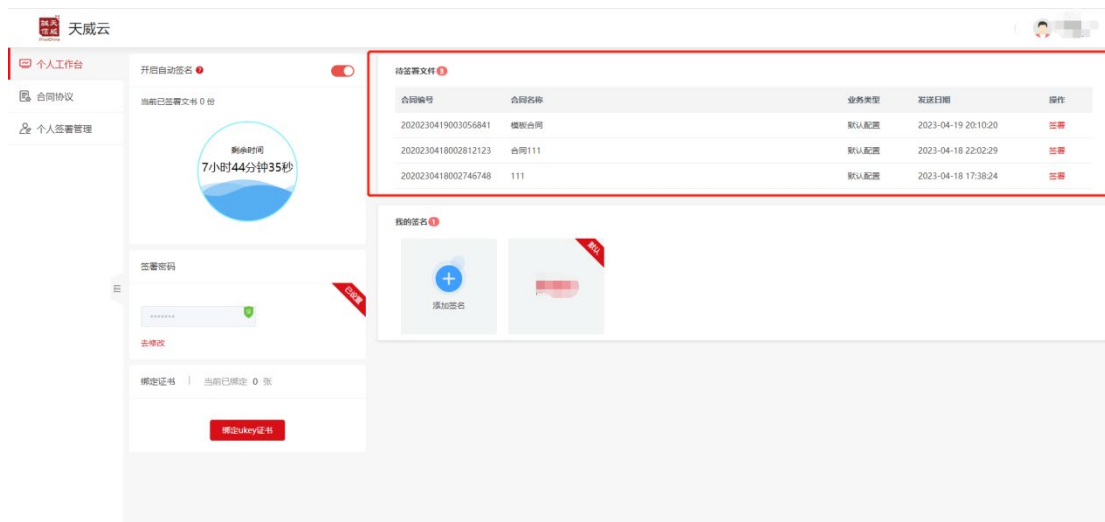 天威云
个人工作台
合同协议
个人签署管理
开启自动签名
当前已签署文书 0 份
剩余时间
7小时44分钟35秒
签署密码
已设置
去修改
绑定证书 | 当前已绑定 0 张
绑定ukey证书
待签署文件 3
合同编号 合同名称 业务类型 发送日期 操作
2020230419003056841 模板合同 默认配置 2023-04-19 20:10:20 签署
2020230418002812123 合同111 默认配置 2023-04-18 22:02:29 签署
2020230418002746748 111 默认配置 2023-04-18 17:38:24 签署
我的签名 1
添加签名
默认